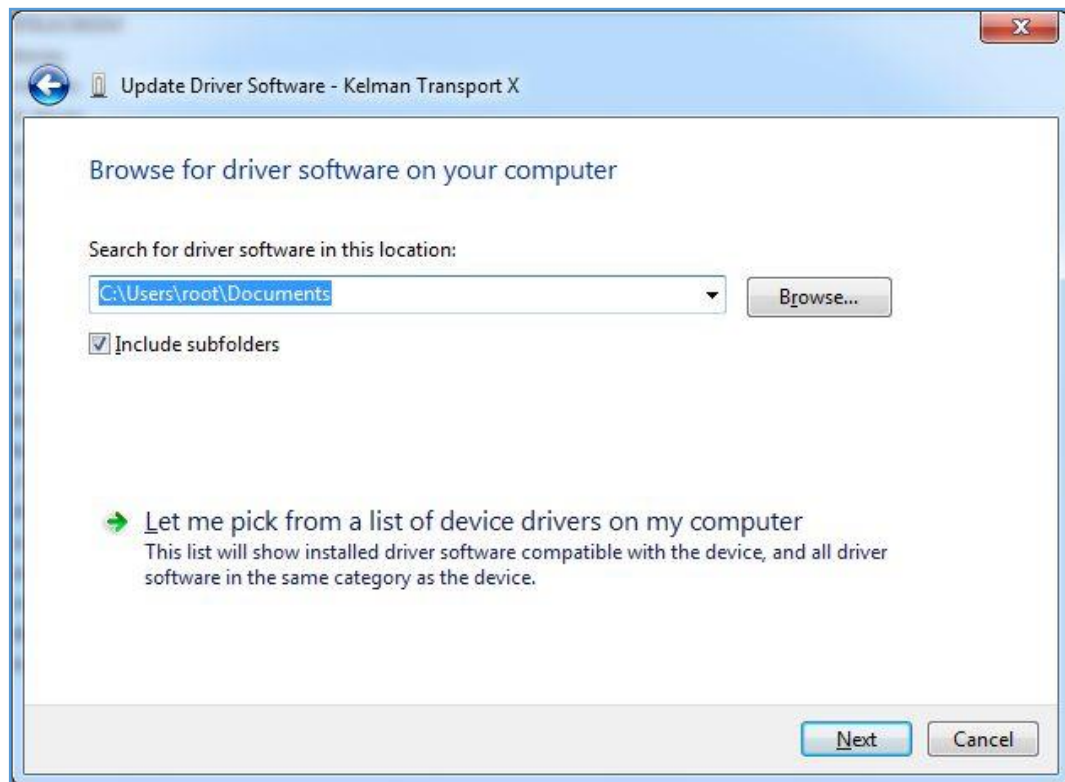 Update Driver Software - Kelman Transport X
Browse for driver software on your computer
Search for driver software in this location:
C:\Users\root\Documents
Browse...
Include subfolders
Let me pick from a list of device drivers on my computer
This list will show installed driver software compatible with the device, and all driver
software in the same category as the device.
Next
Cancel